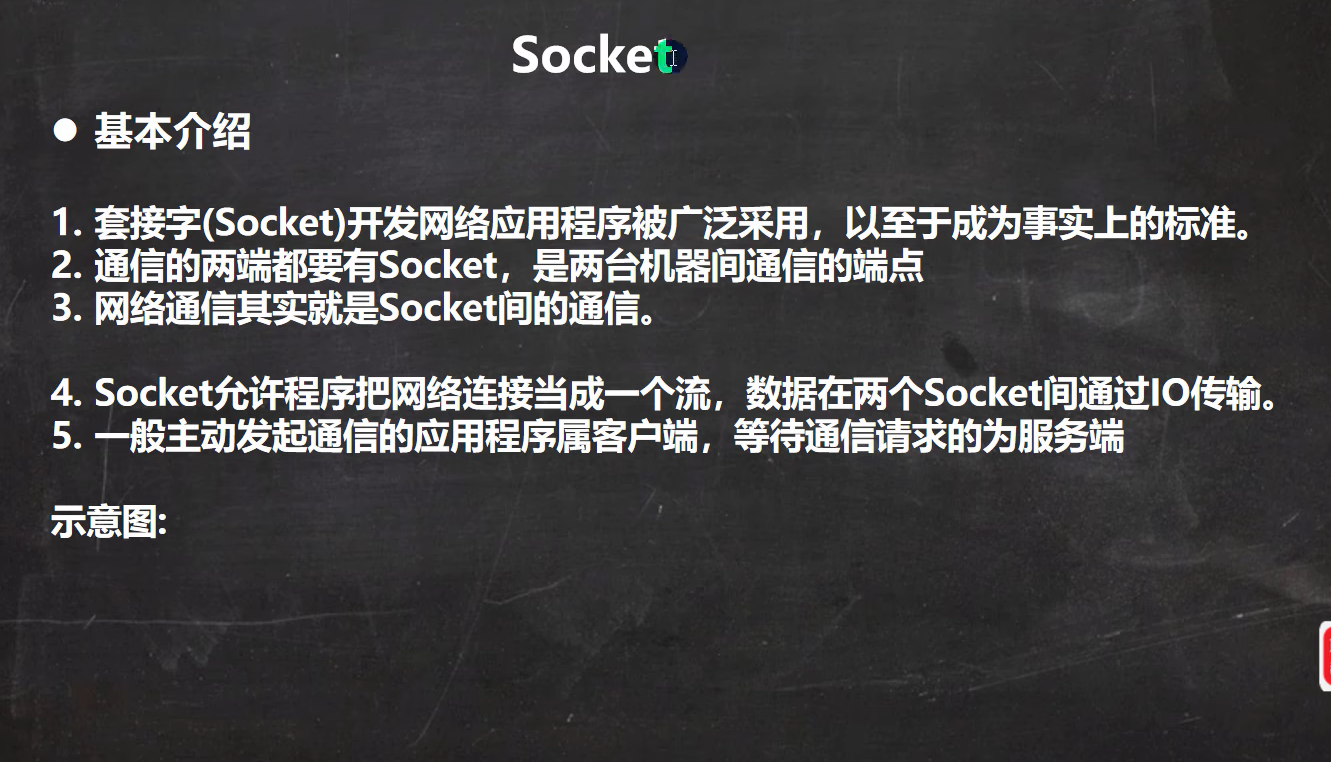 Socket
● 基本介绍
1. 套接字(Socket)开发网络应用程序被广泛采用，以至于成为事实上的标准。
2. 通信的两端都要有Socket，是两台机器间通信的端点
3. 网络通信其实就是Socket间的通信。
4. Socket允许程序把网络连接当成一个流，数据在两个Socket间通过IO传输。
5. 一般主动发起通信的应用程序属客户端，等待通信请求的为服务端
示意图: